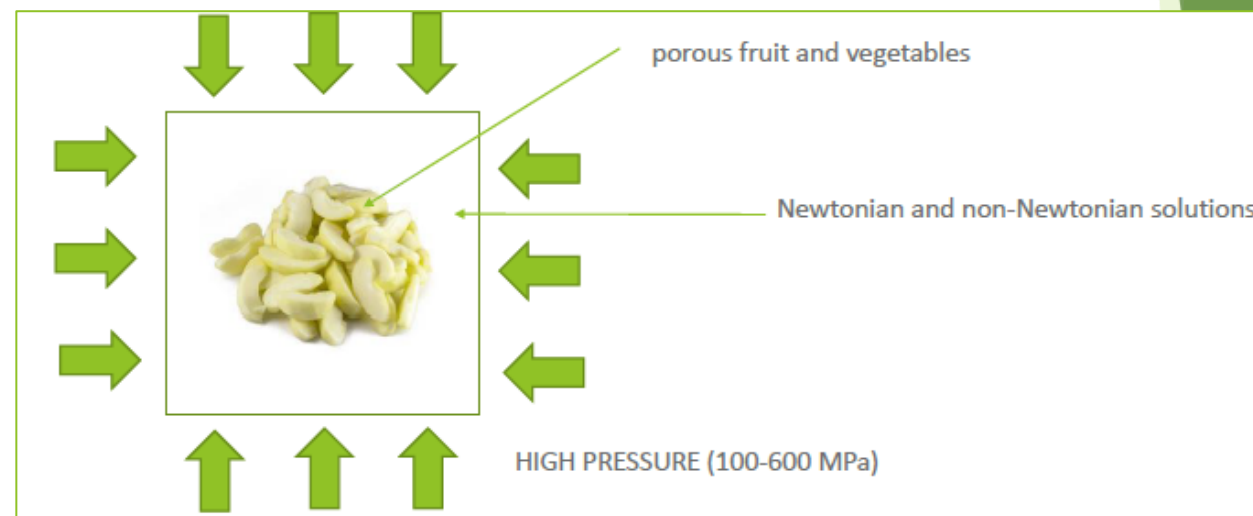 porous fruit and vegetables
Newtonian and non-Newtonian solutions
HIGH PRESSURE (100-600 MPa)